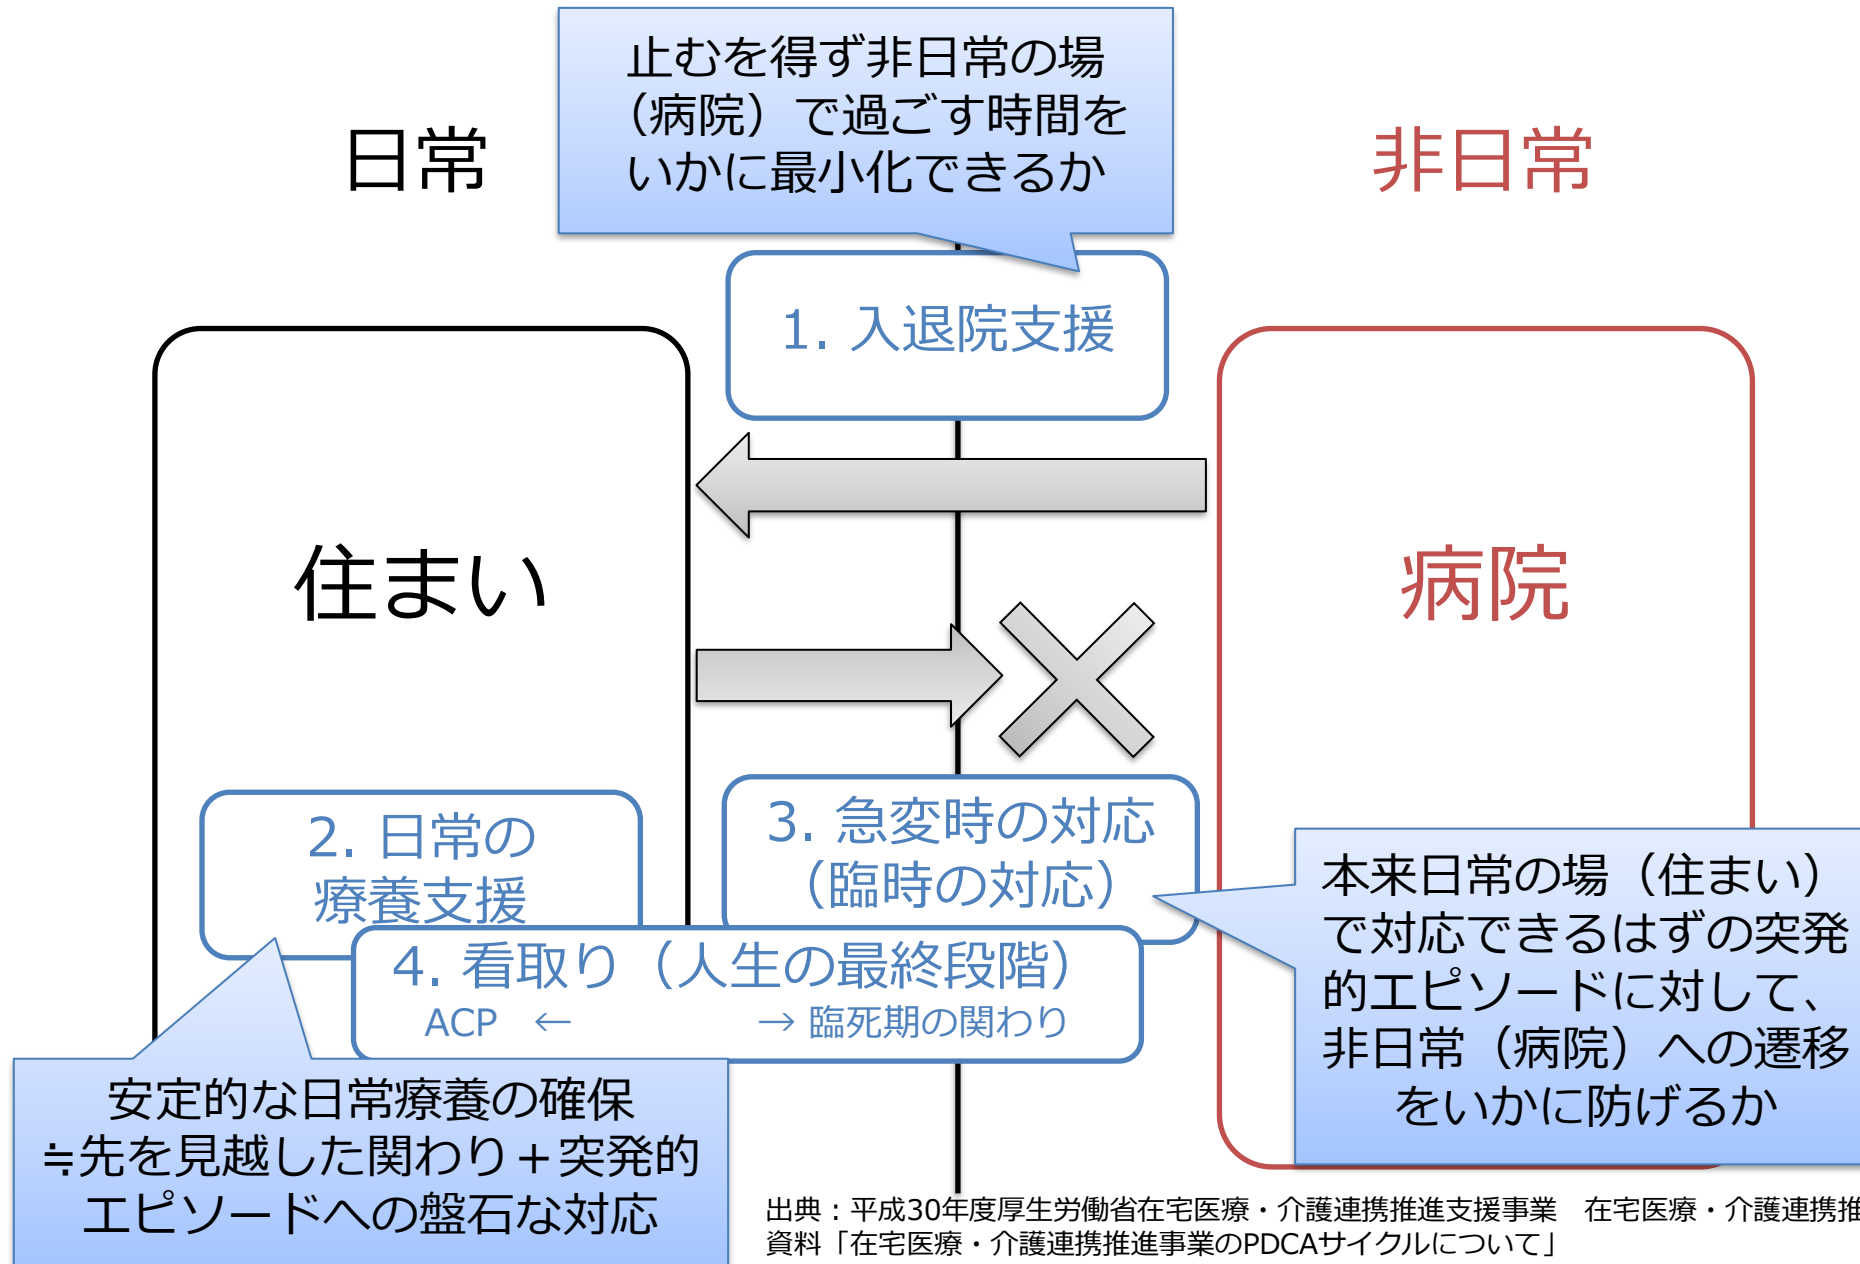 止むを得ず非日常の場
（病院）で過ごす時間を
いかに最小化できるか
日常
非日常
1. 入退院支援
住まい
病院
2. 日常の
療養支援
3. 急変時の対応
（臨時の対応）
4. 看取り（人生の最終段階）
ACP ← → 臨死期の関わり
本来日常の場（住まい）
で対応できるはずの突発
的エピソードに対して、
非日常（病院）への遷移
をいかに防げるか
安定的な日常療養の確保
≒先を見越した関わり＋突発的
エピソードへの盤石な対応
出典：平成30年度厚生労働省在宅医療・介護連携推進支援事業　在宅医療・介護連携推
資料「在宅医療・介護連携推進事業のPDCAサイクルについて」